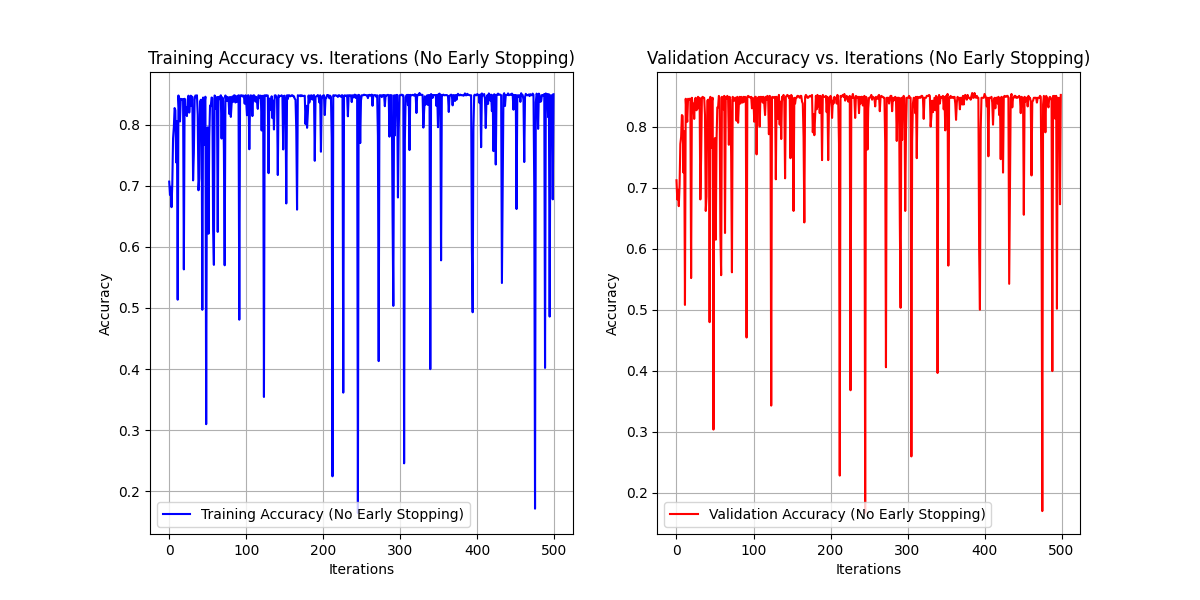 Training Accuracy vs. Iterations (No Early Stopping)
Accuracy
0.8
0.7
0.6
0.5
0.4
0.3
0.2
Training Accuracy (No Early Stopping)
0 100 200 300 400 500
Iterations
Validation Accuracy vs. Iterations (No Early Stopping)
Accuracy
0.8
0.7
0.6
0.5
0.4
0.3
0.2
Validation Accuracy (No Early Stopping)
0 100 200 300 400 500
Iterations